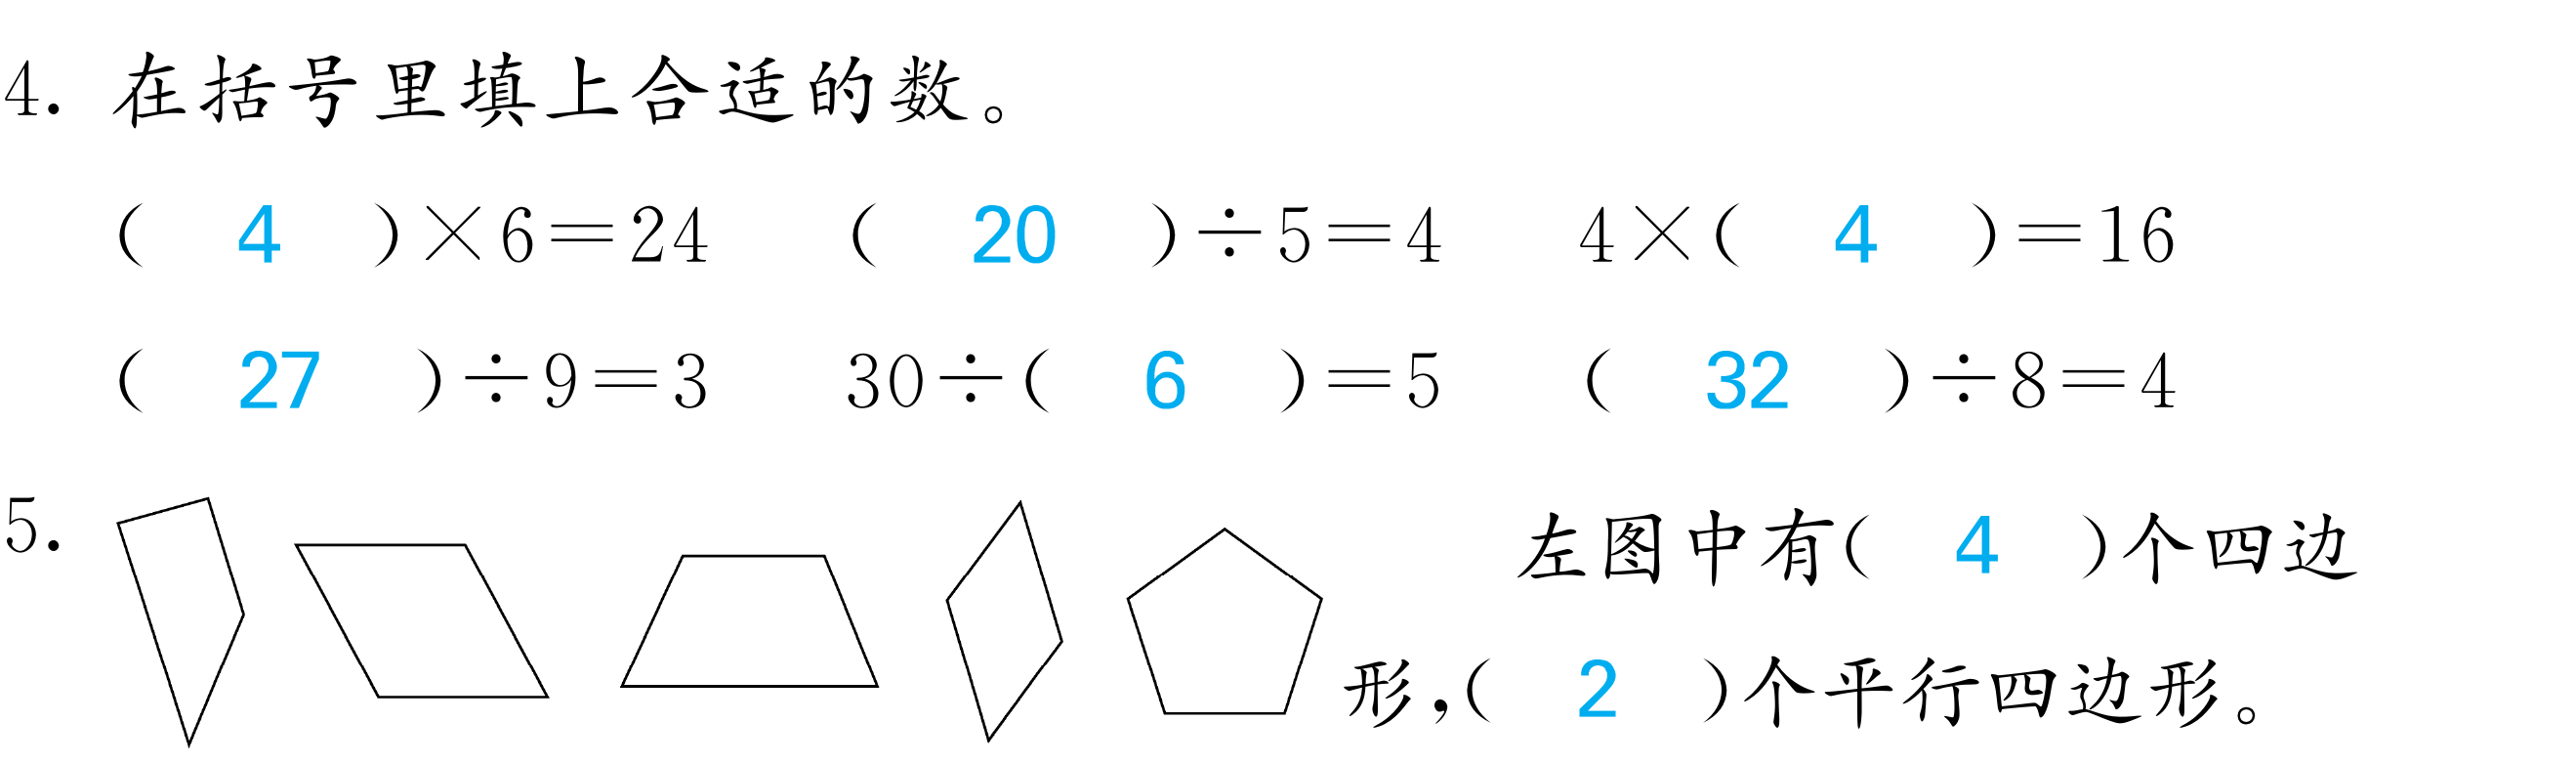 4. 在括号里填上合适的数。
( 4 )×6=24 ( 20 )÷5=4 4×( 4 )=16
( 27 )÷9=3 30÷( 6 )=5 ( 32 )÷8=4
5. 左图中有( 4 )个四边
形,( 2 )个平行四边形。